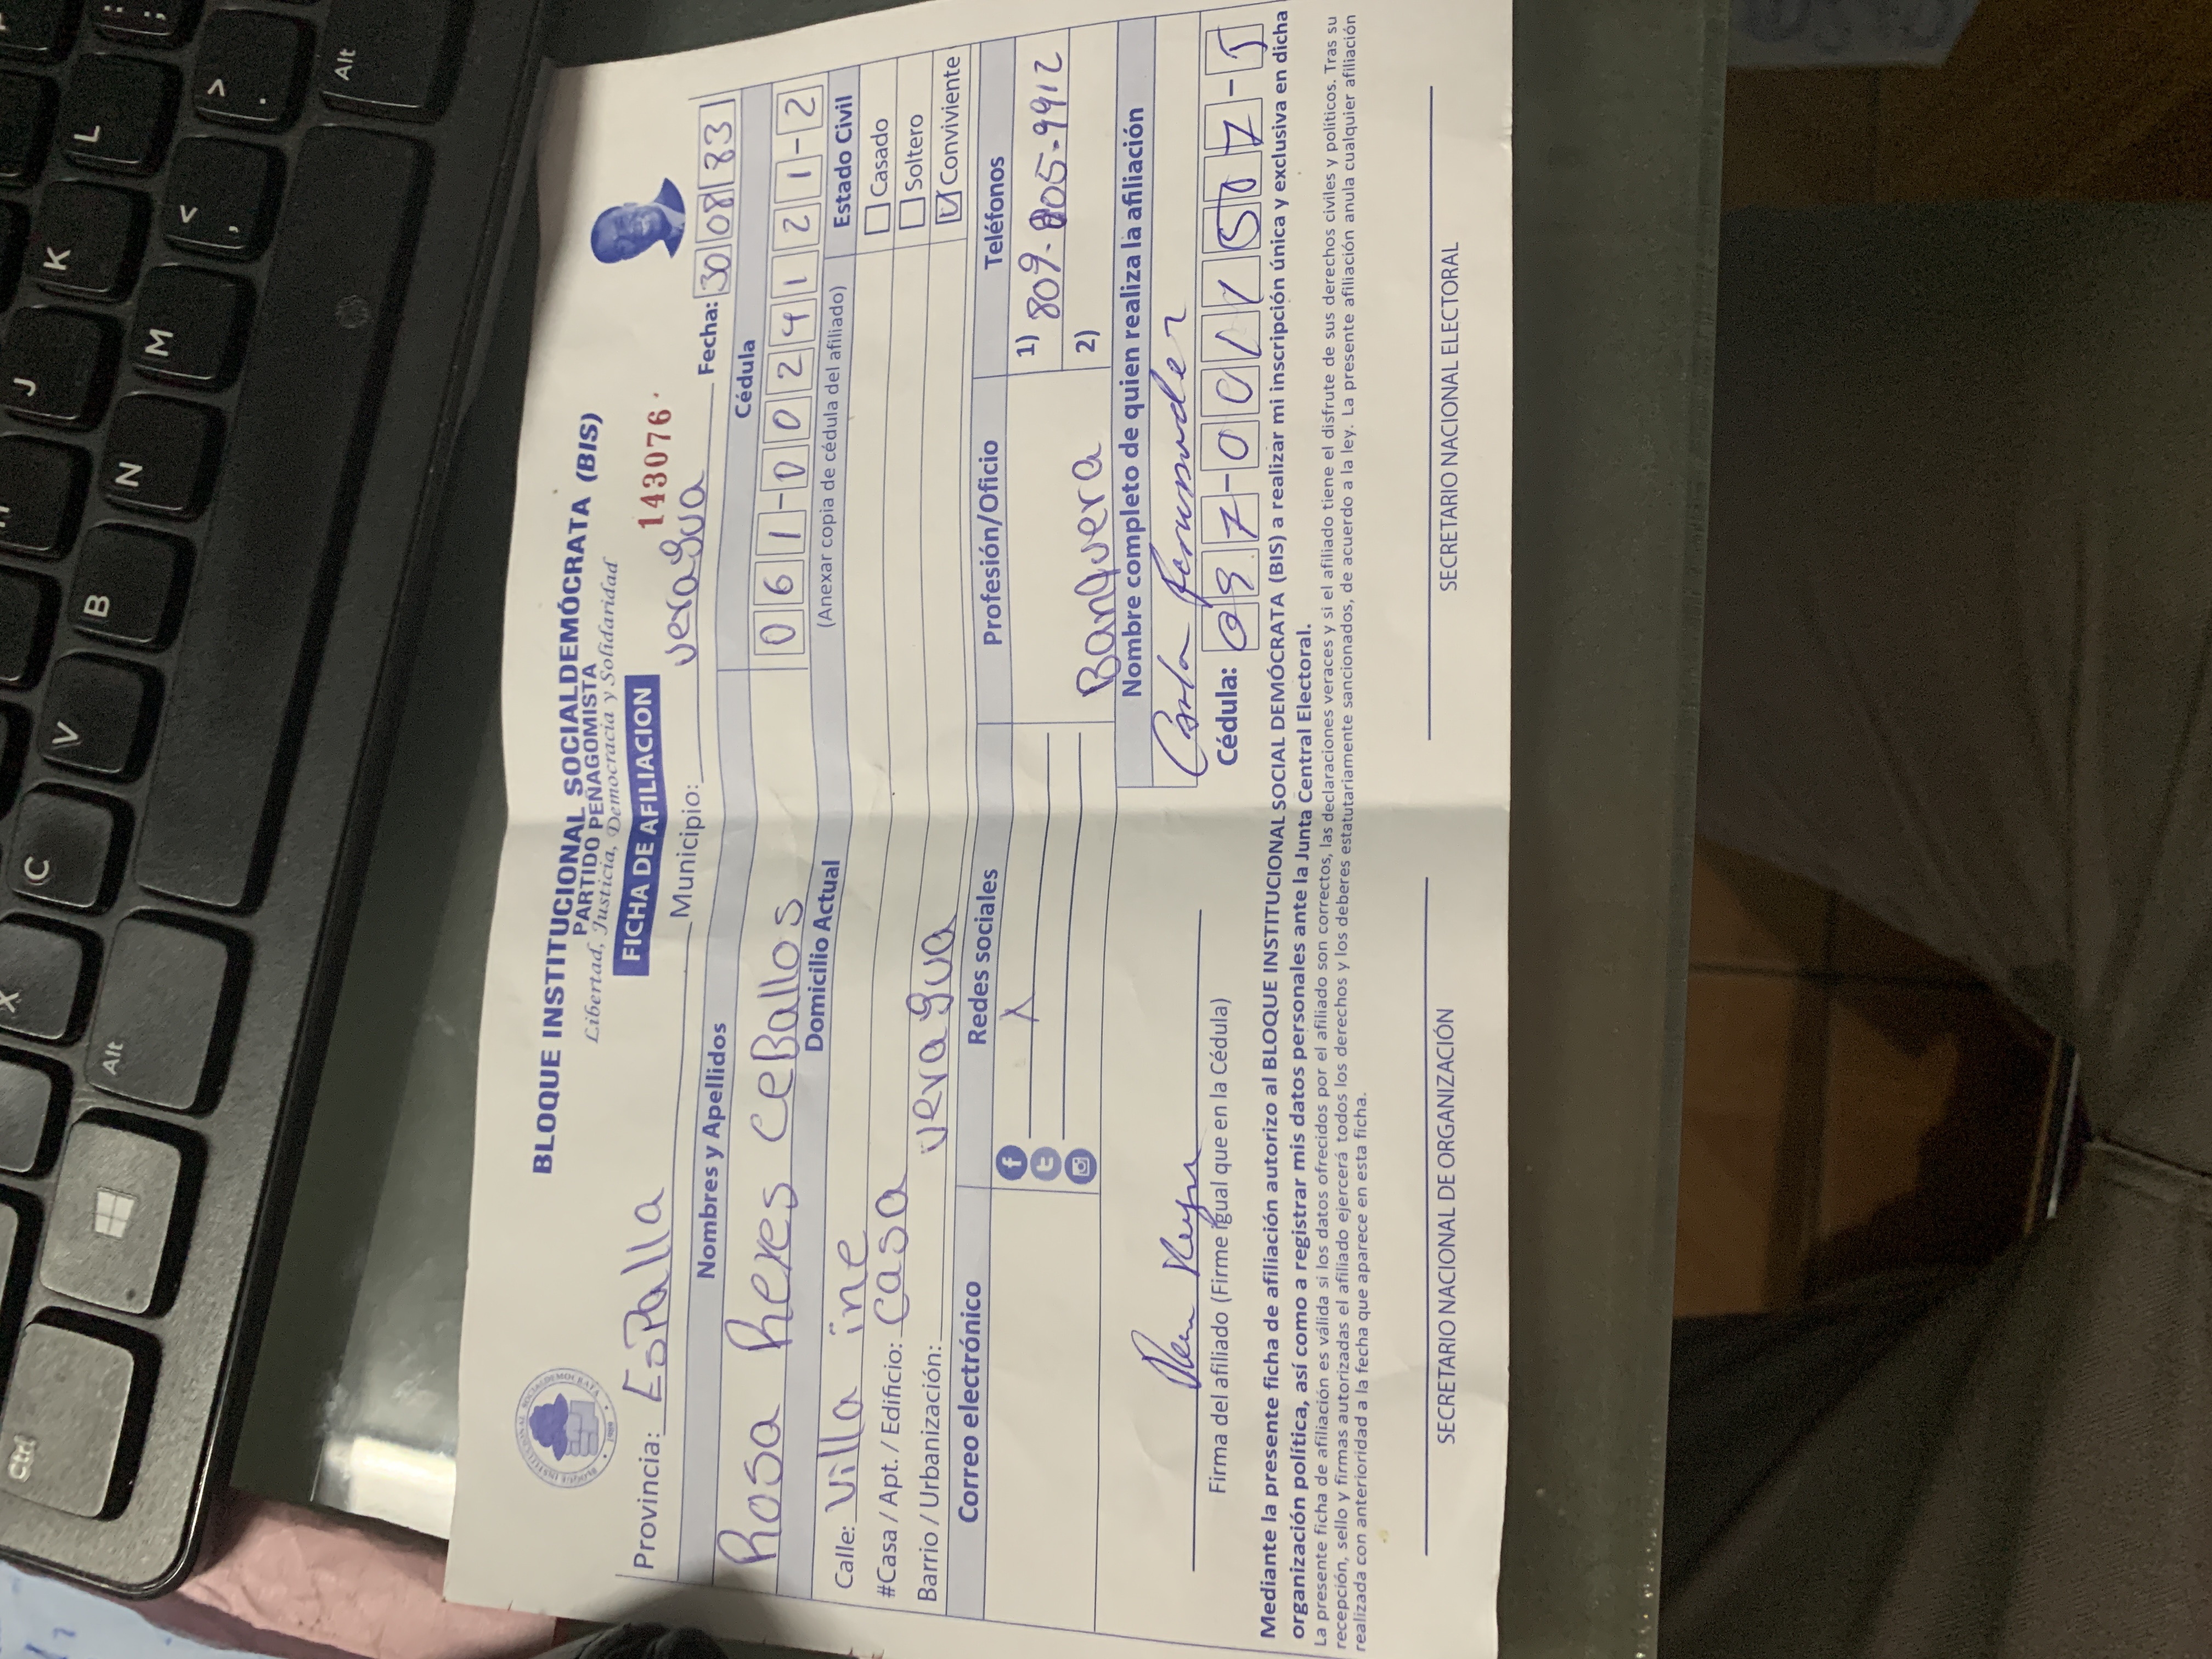 BLOQUE INSTITUCIONAL SOCIALDEMÓCRATA (BIS)
PARTIDO PEÑAGOMISTA
Libertad, Justicia, Democracia y Solidaridad
FICHA DE AFILIACION
143076
Provincia: EsPalla Municipio: veragua Fecha: 30 08 83
Nombres y Apellidos Cédula
Rosa Reyes CeBallos 061-0024121-2
Domicilio Actual (Anexar copia de cédula del afiliado) Estado Civil
Calle: Villa ine Casado
#Casa / Apt. / Edificio: Casa Soltero
Barrio / Urbanización: veragua Conviviente
Correo electrónico Redes sociales Profesión/Oficio Teléfonos
1) 809-805-9912
2)
Banquera
Nombre completo de quien realiza la afiliación
Carla Fernandez
Cédula:
Firma del afiliado (Firme igual que en la Cédula)
Mediante la presente ficha de afiliación autorizo al BLOQUE INSTITUCIONAL SOCIAL DEMÓCRATA (BIS) a realizar mi inscripción única y exclusiva en dicha
organización política, así como a registrar mis datos personales ante la Junta Central Electoral.
La presente ficha de afiliación es válida si los datos ofrecidos por el afiliado son correctos, las declaraciones veraces y si el afiliado tiene el disfrute de sus derechos civiles y políticos. Tras su
recepción, sello y firmas autorizadas el afiliado ejercerá todos los derechos y los deberes estatutariamente sancionados, de acuerdo a la ley. La presente afiliación anula cualquier afiliación
realizada con anterioridad a la fecha que aparece en esta ficha.
SECRETARIO NACIONAL DE ORGANIZACIÓN SECRETARIO NACIONAL ELECTORAL
J K L
C V B N M < , > .
Ctrl Alt Alt